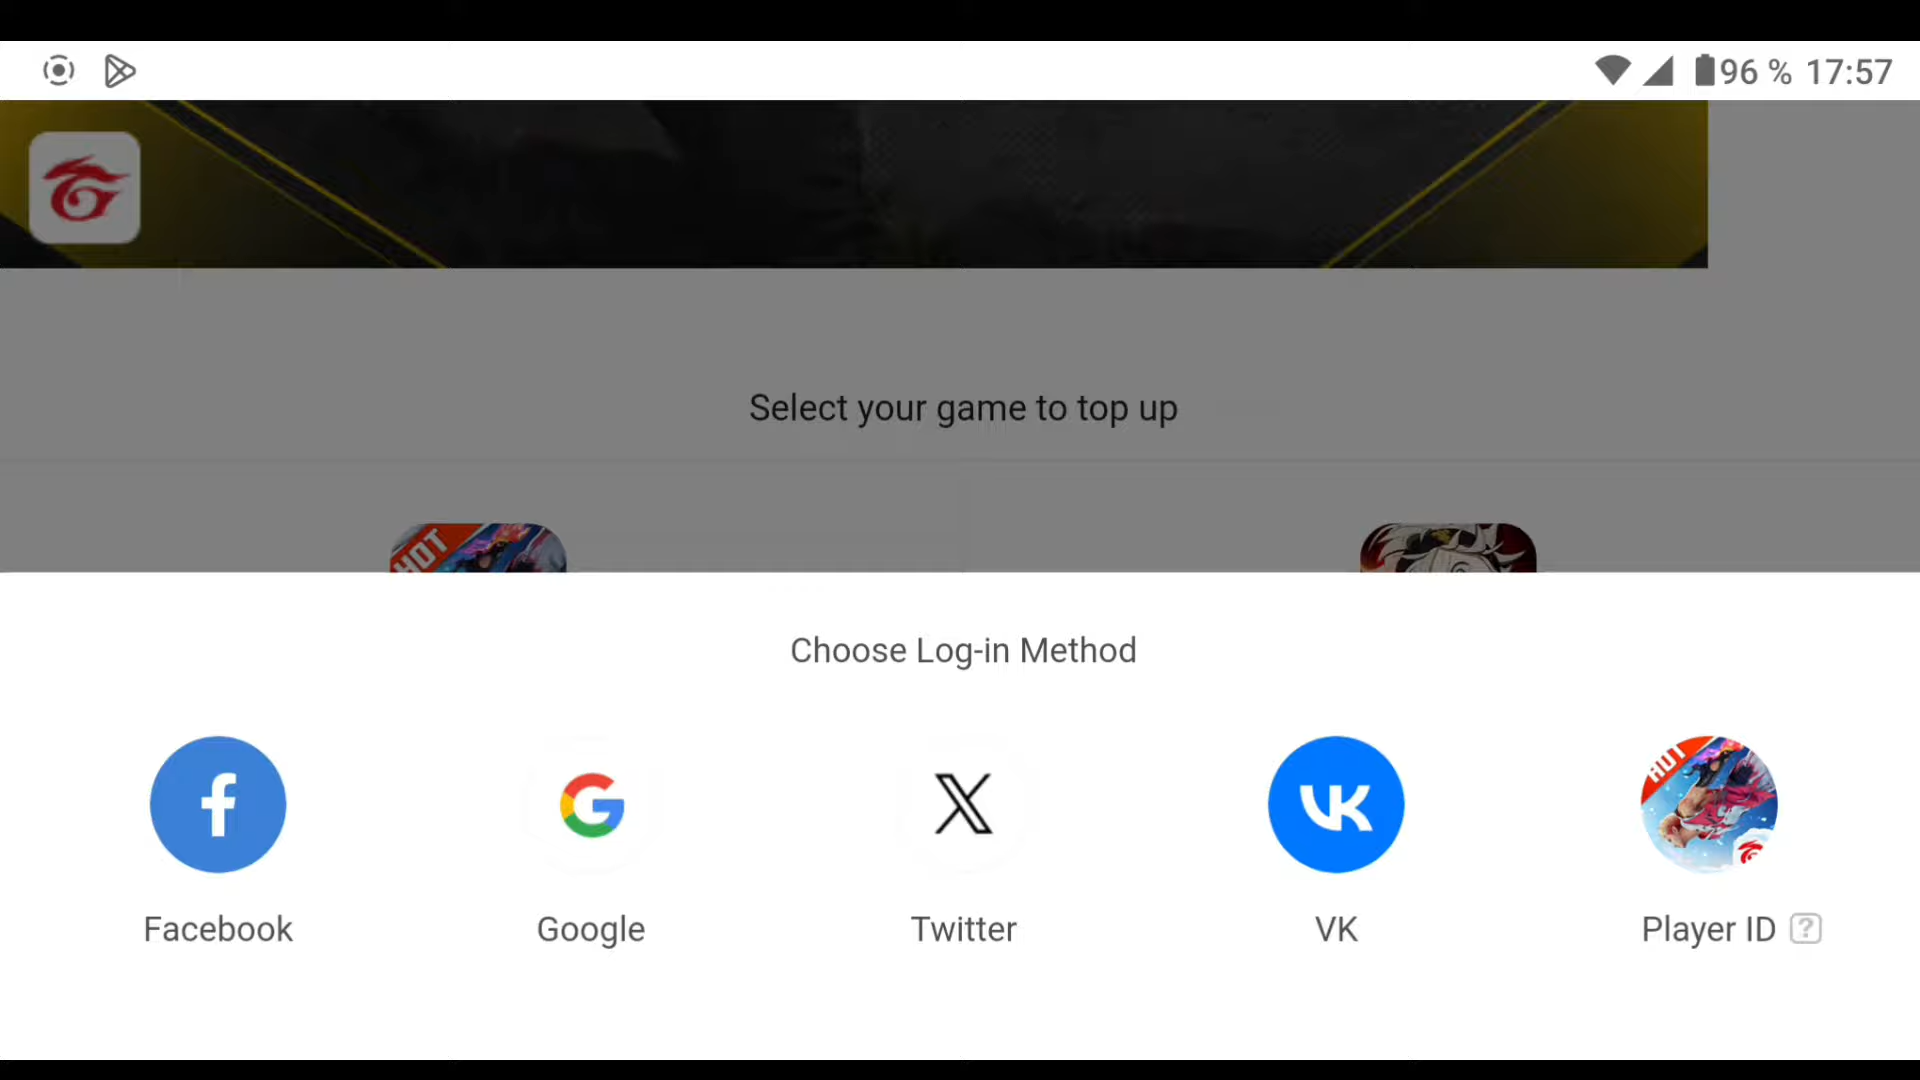 96 % 17:57
Select your game to top up
HOT
Choose Log-in Method
HOT
Facebook
Google
Twitter
VK
Player ID ?